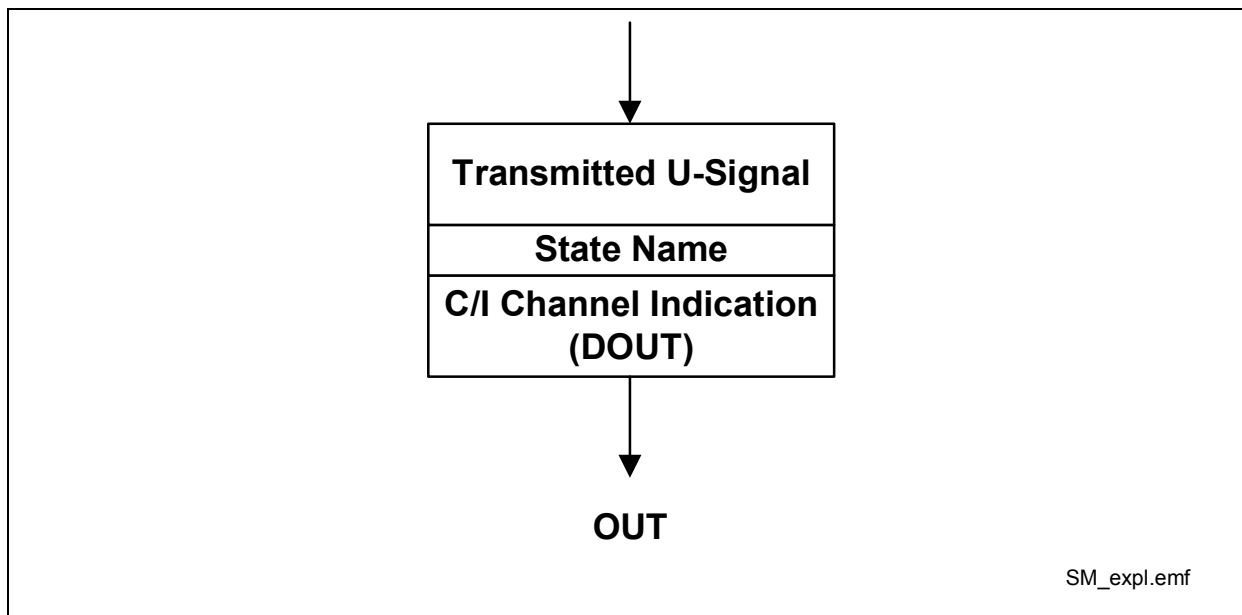 Transmitted U-Signal
State Name
C/I Channel Indication
(DOUT)
OUT
SM_expl.emf